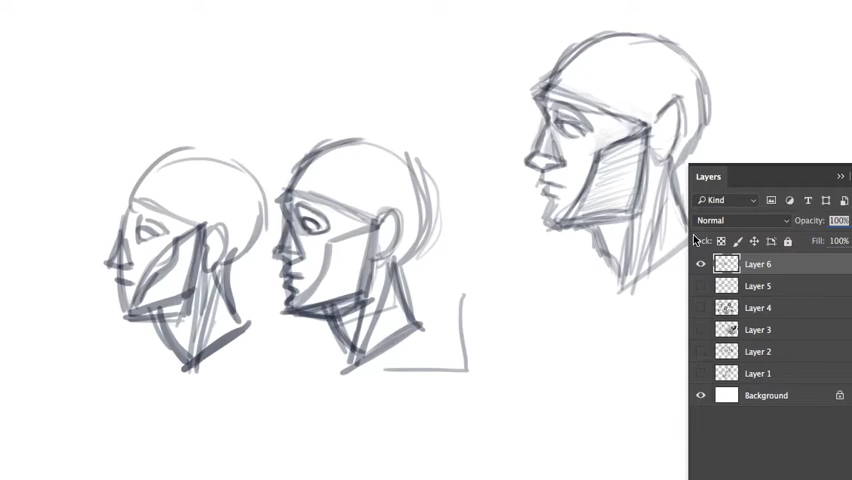 Layers
Kind
Normal
Opacity: 100%
ck:
Fill: 100%
Layer 6
Layer 5
Layer 4
Layer 3
Layer 2
Layer 1
Background